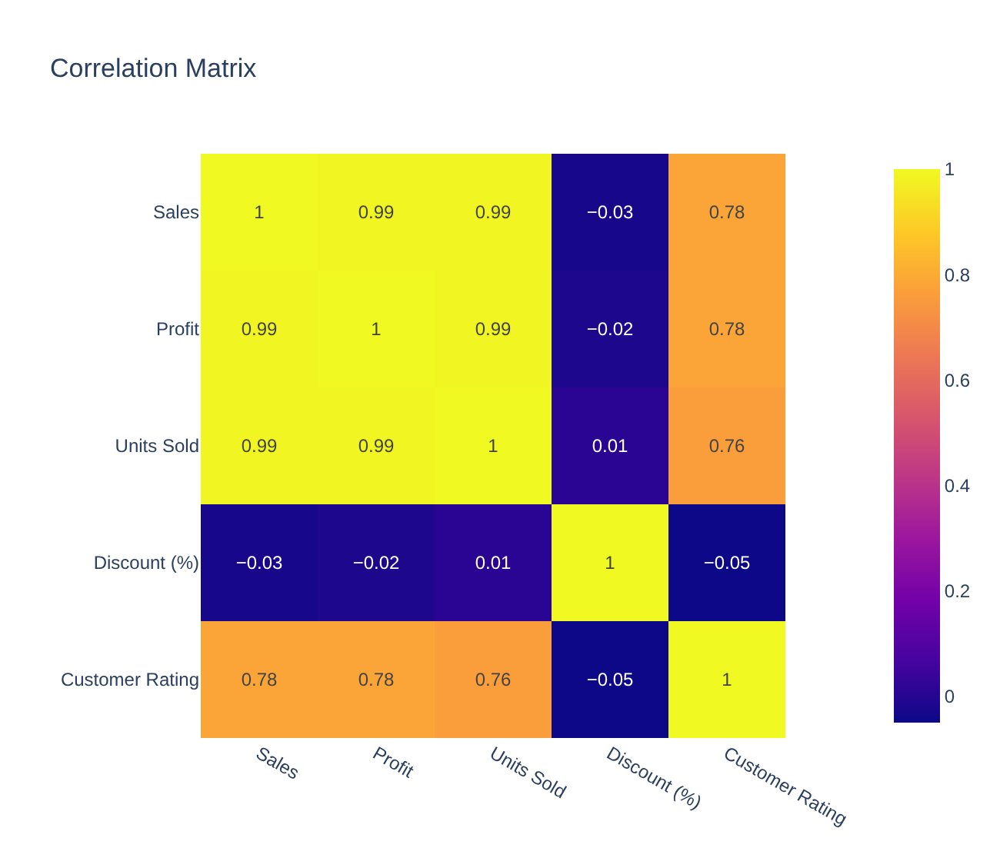 Correlation Matrix
Sales 1 0.99 0.99 −0.03 0.78
Profit 0.99 1 0.99 −0.02 0.78
Units Sold 0.99 0.99 1 0.01 0.76
Discount (%) −0.03 −0.02 0.01 1 −0.05
Customer Rating 0.78 0.78 0.76 −0.05 1
Sales Profit Units Sold Discount (%) Customer Rating
1
0.8
0.6
0.4
0.2
0